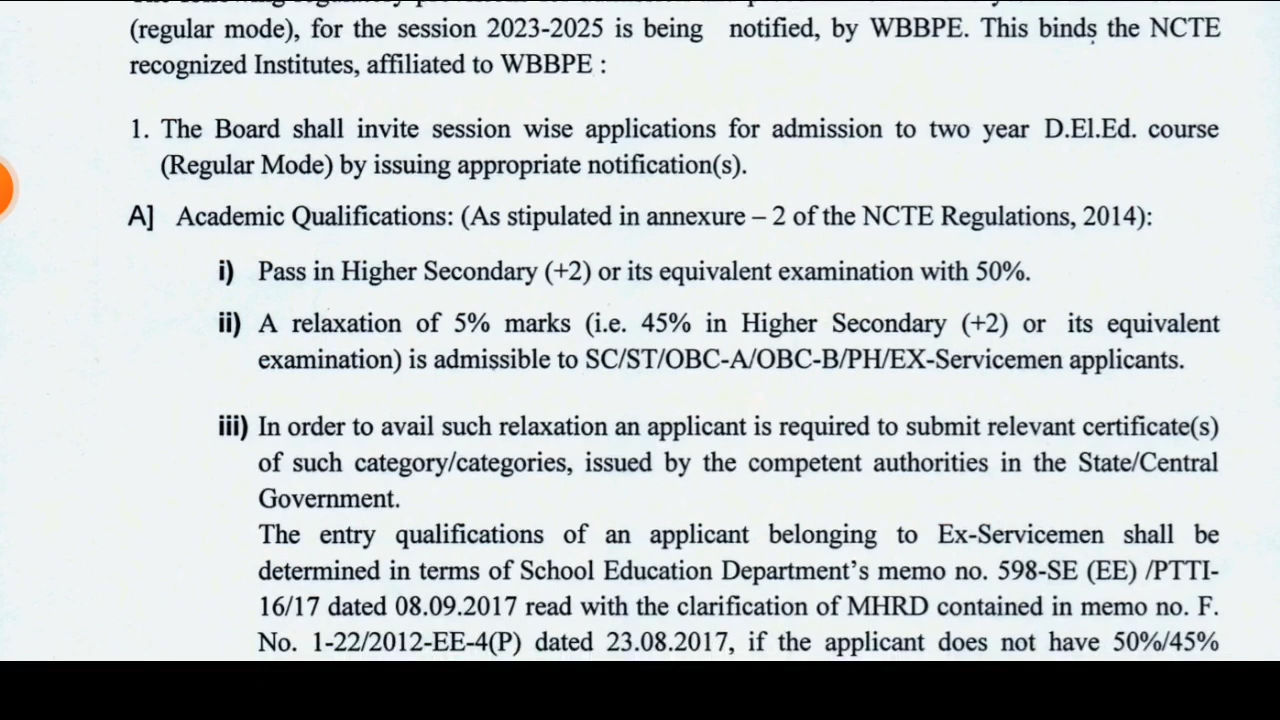 (regular mode), for the session 2023-2025 is being notified, by WBBPE. This binds the NCTE
recognized Institutes, affiliated to WBBPE :
1. The Board shall invite session wise applications for admission to two year D.El.Ed. course
(Regular Mode) by issuing appropriate notification(s).
A] Academic Qualifications: (As stipulated in annexure – 2 of the NCTE Regulations, 2014):
i) Pass in Higher Secondary (+2) or its equivalent examination with 50%.
ii) A relaxation of 5% marks (i.e. 45% in Higher Secondary (+2) or its equivalent
examination) is admissible to SC/ST/OBC-A/OBC-B/PH/EX-Servicemen applicants.
iii) In order to avail such relaxation an applicant is required to submit relevant certificate(s)
of such category/categories, issued by the competent authorities in the State/Central
Government.
The entry qualifications of an applicant belonging to Ex-Servicemen shall be
determined in terms of School Education Department's memo no. 598-SE (EE) /PTTI-
16/17 dated 08.09.2017 read with the clarification of MHRD contained in memo no. F.
No. 1-22/2012-EE-4(P) dated 23.08.2017, if the applicant does not have 50%/45%